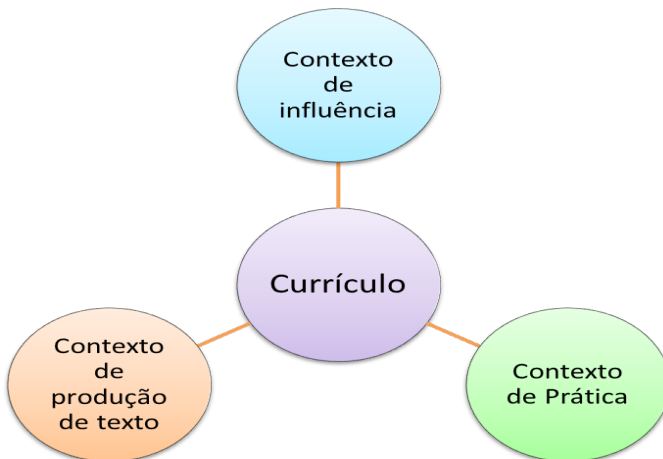 Contexto
de
influência
Currículo
Contexto
de
produção
de texto
Contexto
de Prática